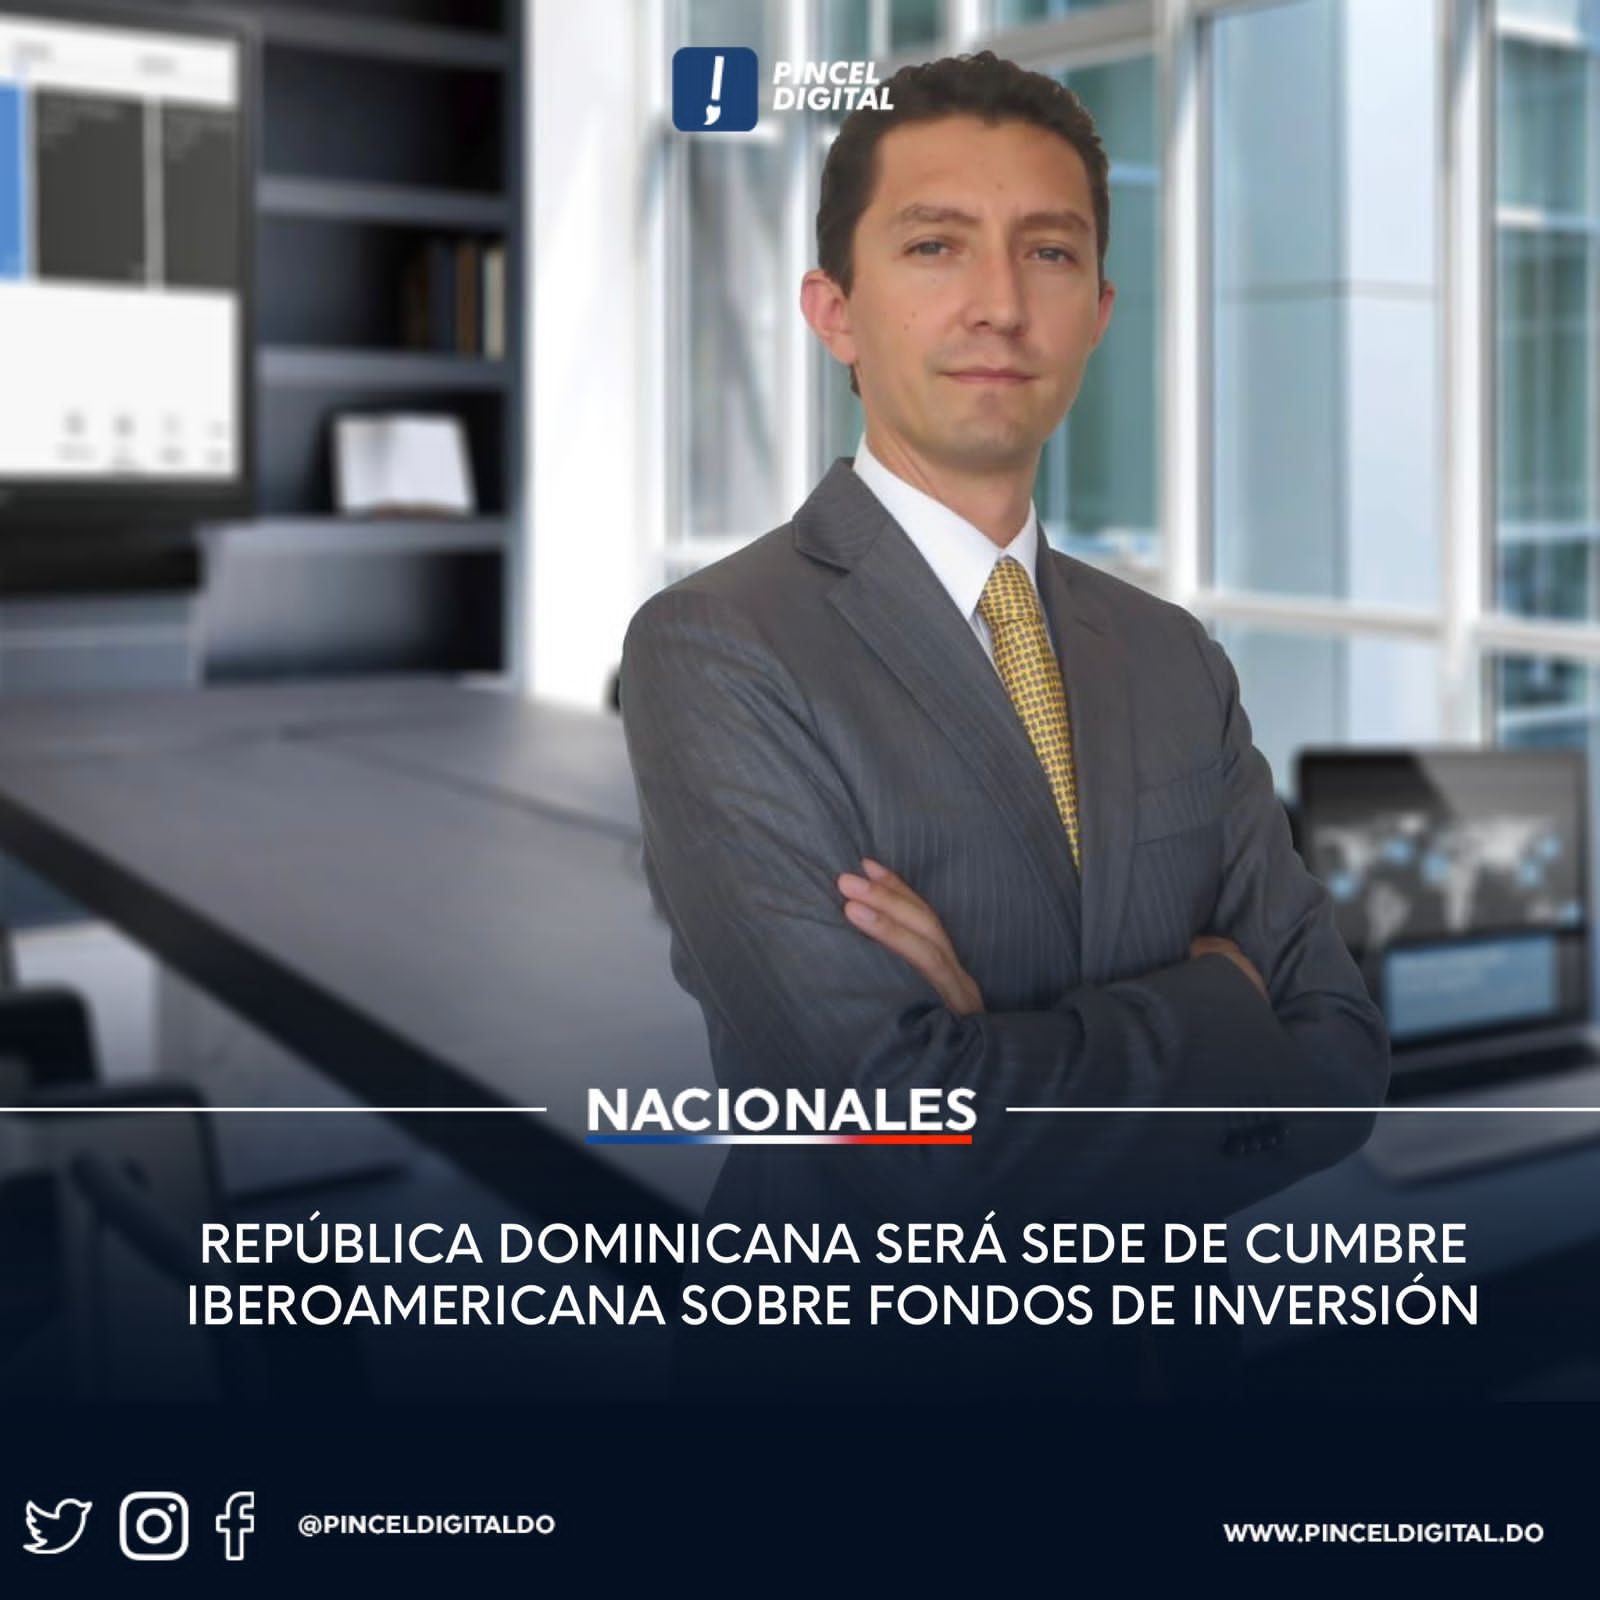 PINCEL
DIGITAL
NACIONALES
REPÚBLICA DOMINICANA SERÁ SEDE DE CUMBRE
IBEROAMERICANA SOBRE FONDOS DE INVERSIÓN
@PINCELDIGITALDO
WWW.PINCELDIGITAL.DO